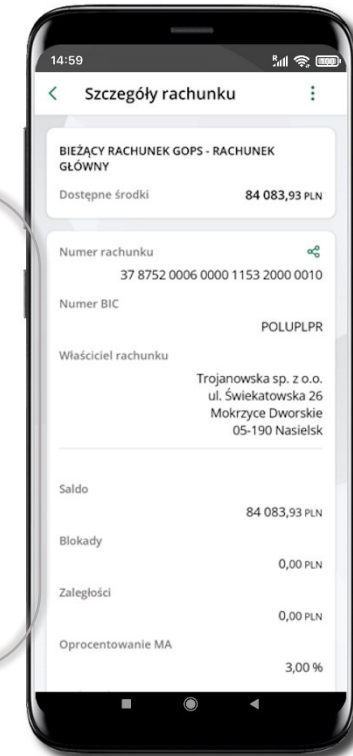 14:59
R
Szczegóły rachunku
BIEŻĄCY RACHUNEK GOPS - RACHUNEK
GŁÓWNY
Dostępne środki 84 083,93 PLN
Numer rachunku
37 8752 0006 0000 1153 2000 0010
Numer BIC
POLUPLPR
Właściciel rachunku
Trojanowska sp. z o.o.
ul. Świekatowska 26
Mokrzyce Dworskie
05-190 Nasielsk
Saldo
84 083,93 PLN
Blokady
0,00 PLN
Zaległości
0,00 PLN
Oprocentowanie MA
3,00 %